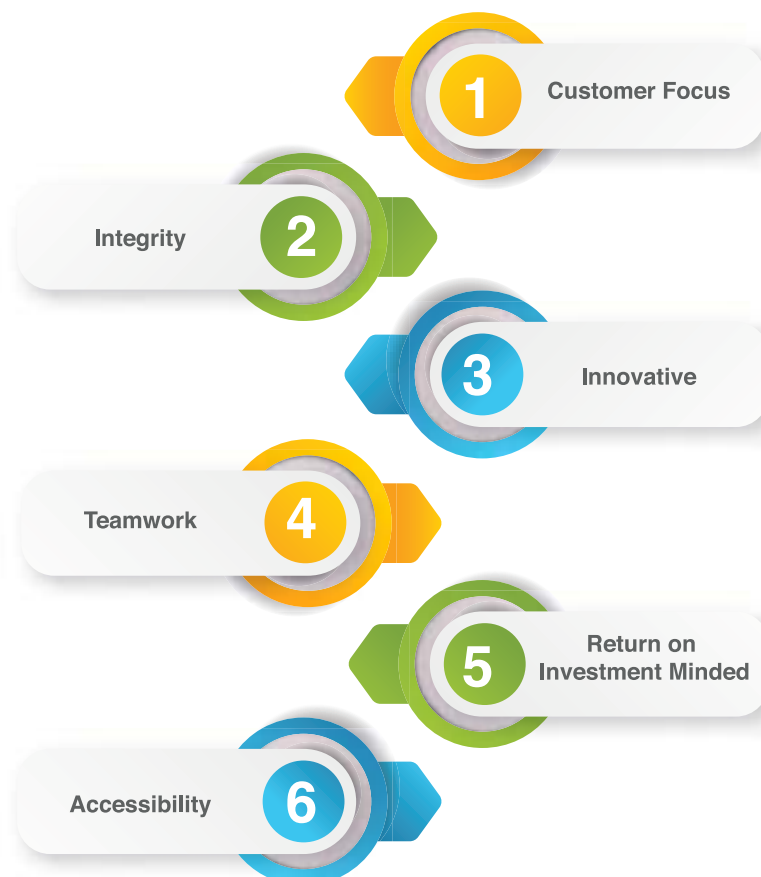 1
Customer Focus
Integrity
2
3
Innovative
Teamwork
4
5
Return on
Investment Minded
Accessibility
6